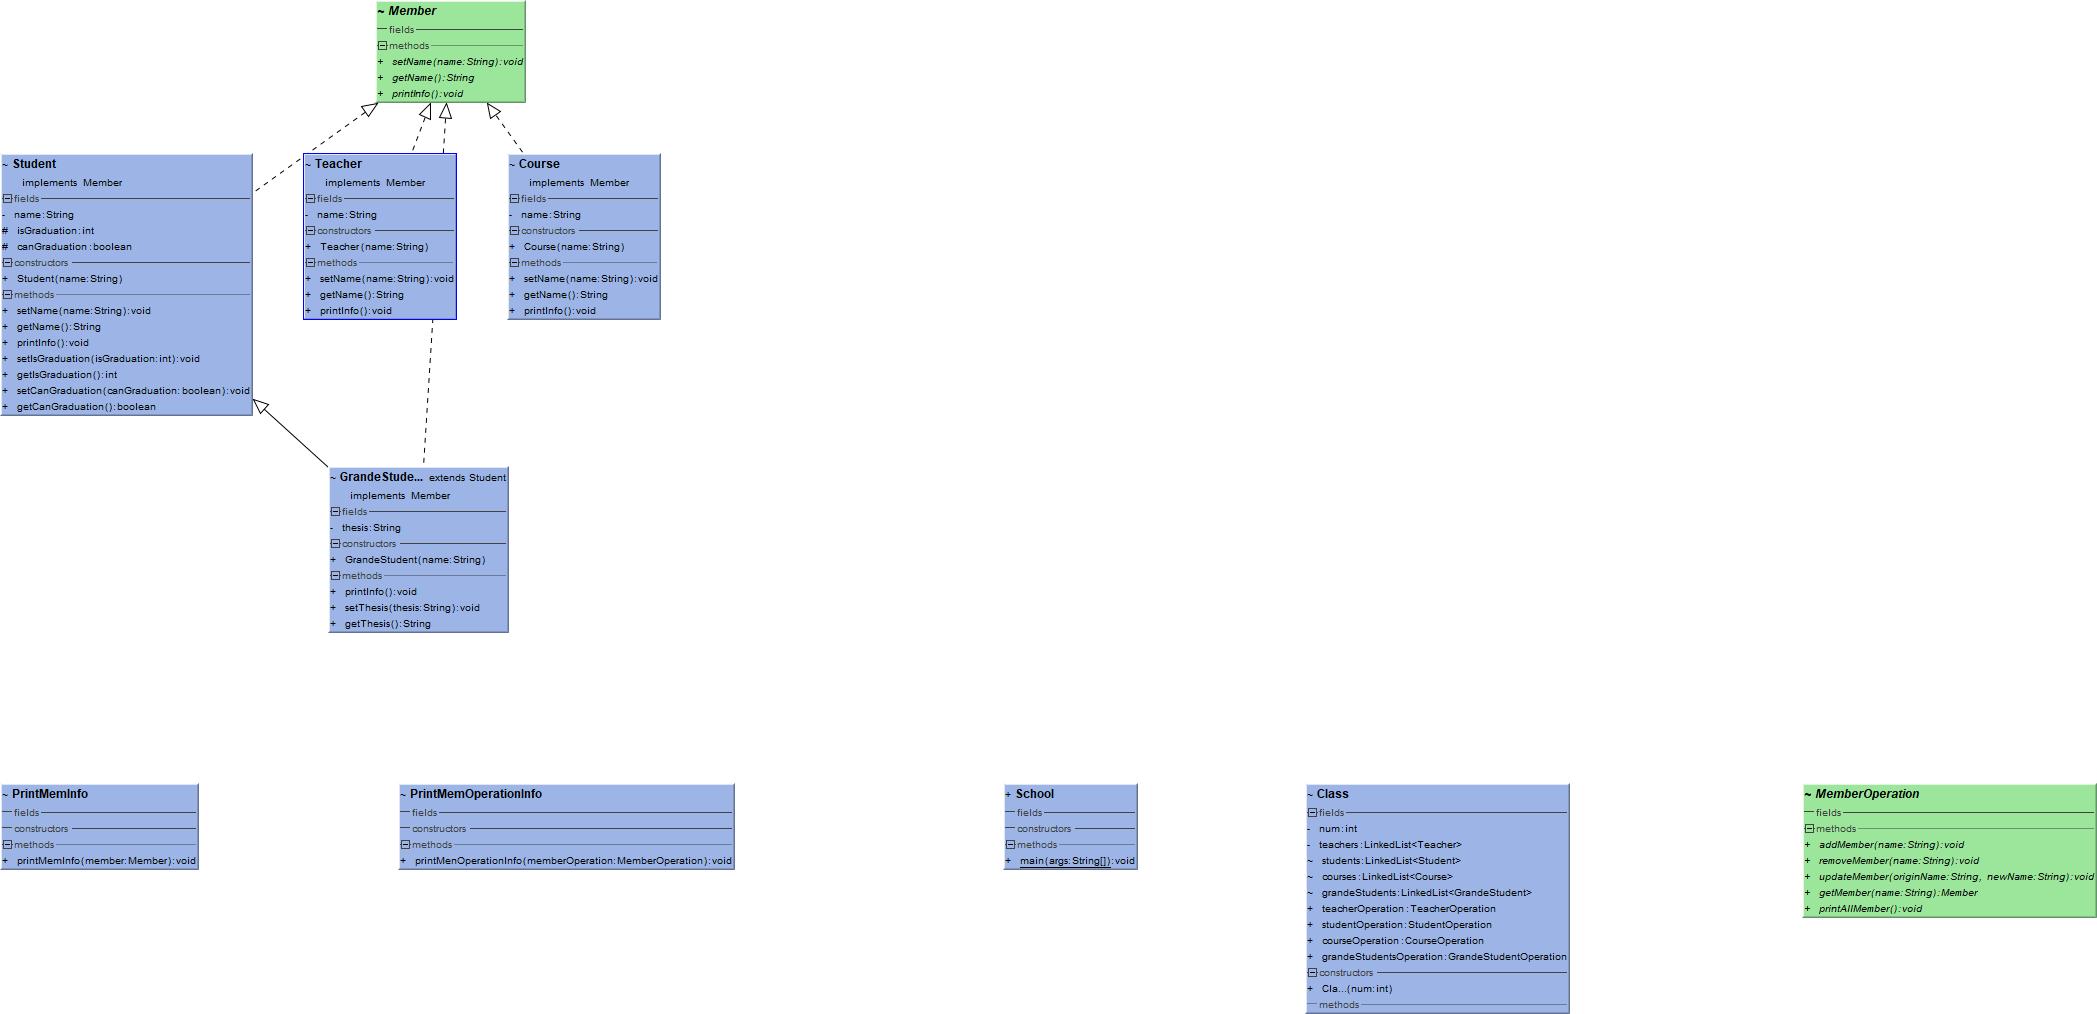 ~ Member
fields
methods
+ setName(name:String):void
+ getName():String
+ printInfo():void
~ Student
implements Member
fields
- name:String
# isGraduation:int
# canGraduation:boolean
constructors
+ Student(name:String)
methods
+ setName(name:String):void
+ getName():String
+ printInfo():void
+ setIsGraduation(isGraduation:int):void
+ getIsGraduation():int
+ setCanGraduation(canGraduation:boolean):void
+ getCanGraduation():boolean
~ Teacher
implements Member
fields
- name:String
constructors
+ Teacher(name:String)
methods
+ setName(name:String):void
+ getName():String
+ printInfo():void
~ Course
implements Member
fields
- name:String
constructors
+ Course(name:String)
methods
+ setName(name:String):void
+ getName():String
+ printInfo():void
~ GrandeStude... extends Student
implements Member
fields
- thesis:String
constructors
+ GrandeStudent(name:String)
methods
+ printInfo():void
+ setThesis(thesis:String):void
+ getThesis():String
~ PrintMemInfo
fields
constructors
methods
+ printMemInfo(member:Member):void
~ PrintMemOperationInfo
fields
constructors
methods
+ printMenOperationInfo(memberOperation:MemberOperation):void
+ School
fields
constructors
methods
+ main(args:String[]):void
~ Class
fields
- num:int
- teachers:LinkedList<Teacher>
~ students:LinkedList<Student>
~ courses:LinkedList<Course>
~ grandeStudents:LinkedList<GrandeStudent>
+ teacherOperation:TeacherOperation
+ studentOperation:StudentOperation
+ courseOperation:CourseOperation
+ grandeStudentsOperation:GrandeStudentOperation
constructors
+ Cla...(num:int)
methods
~ MemberOperation
fields
methods
+ addMember(name:String):void
+ removeMember(name:String):void
+ updateMember(originName:String, newName:String):void
+ getMember(name:String):Member
+ printAllMember():void